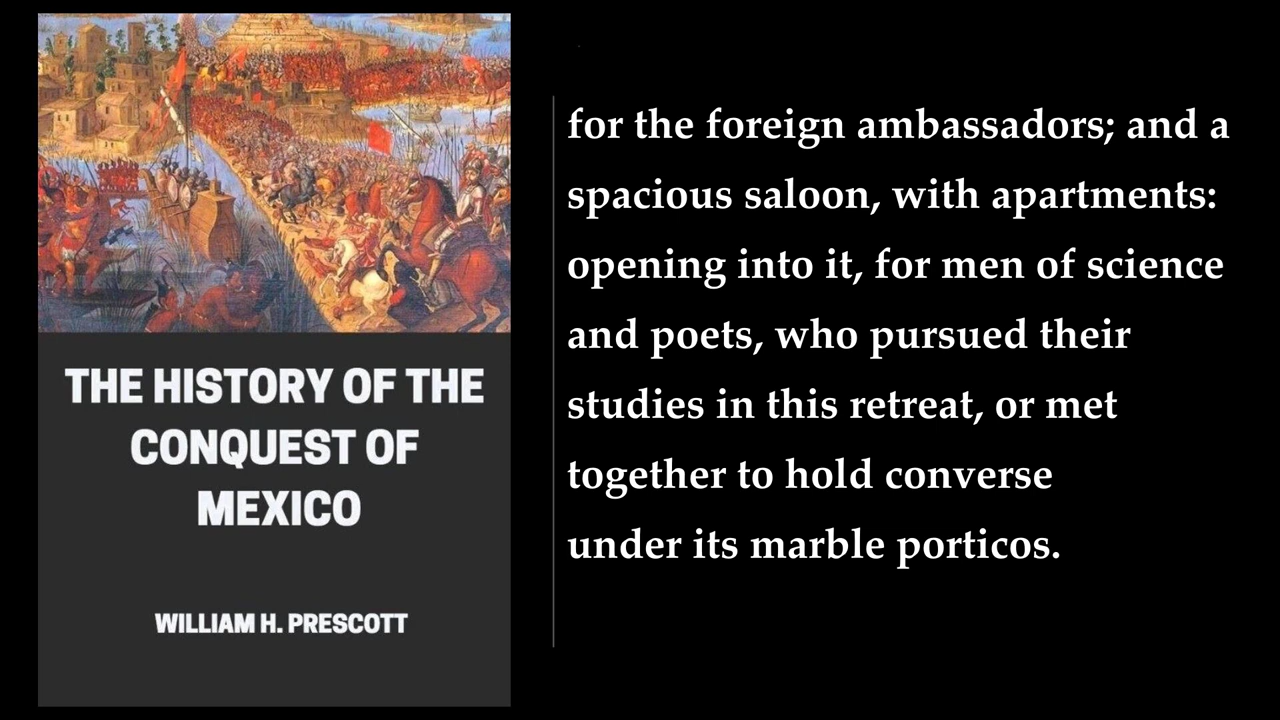 THE HISTORY OF THE
CONQUEST OF
MEXICO
WILLIAM H. PRESCOTT
for the foreign ambassadors; and a
spacious saloon, with apartments:
opening into it, for men of science
and poets, who pursued their
studies in this retreat, or met
together to hold converse
under its marble porticos.